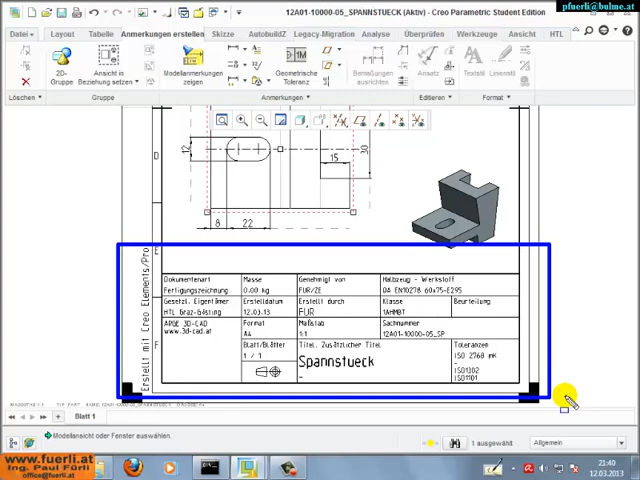 12A01-10000-05_SPANNSTUECK (Aktiv) - Creo Parametric Student Edition
pfuerli@bulme.at
Datei
Layout
Tabelle
Anmerkungen erstellen
Skizze
AutobuildZ
Legacy-Migration
Analyse
Überprüfen
Werkzeuge
Ansicht
HTL
2D-Gruppe
Ansicht in Beziehung setzen
Modellanmerkungen zeigen
Geometrische Toleranz
Bemaßungen ausrichten
Ansatz
Textstil
Linienstil
Löschen
Gruppe
Anmerkungen
Editieren
Format
D
12
15
30
8
22
E
F
Erstellt mit Creo Elements/Pro
Dokumentenart
Fertigungszeichnung
Masse
0.00 kg
Genehmigt von
FUR/ZE
Halbzeug - Werkstoff
Gesetzl. Eigentümer
HTL Graz-Gösting
Erstelldatum
12.03.13
Erstellt durch
FUR
Klasse
1AHMBT
Beurteilung
ARGE 3D-CAD
www.3d-cad.at
Format
A4
Maßstab
1:1
Sachnummer
12A01-10000-05_SP
Blatt/Blätter
1 / 1
Titel, Zusätzlicher Titel
Spannstueck
-
Toleranzen
ISO 2768 mK
-
ISO1302
ISO1101
Blatt 1
Modellansicht oder Fenster auswählen.
1 ausgewählt
Allgemein
www.fuerli.at
Ing. Paul Fürli
office@fuerli.at
21:40
12.03.2013